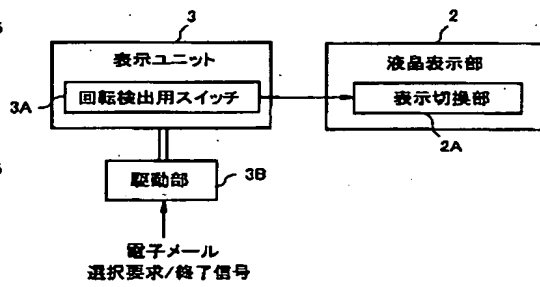 3
表示ユニット
3A
回転検出用スイッチ
2
液晶表示部
表示切換部
2A
駆動部
3B
電子メール
選択要求/終了信号